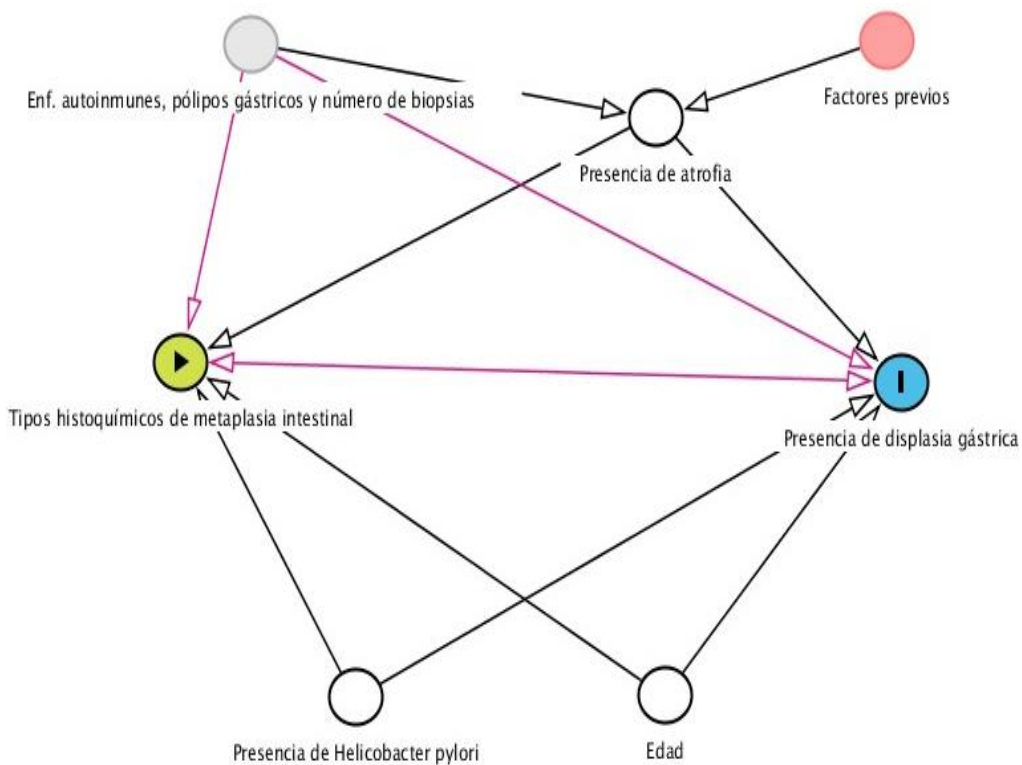 Enf. autoinmunes, pólipos gástricos y número de biopsias
Factores previos
Presencia de atrofia
Tipos histoquímicos de metaplasia intestinal
Presencia de displasia gástrica
Presencia de Helicobacter pylori
Edad